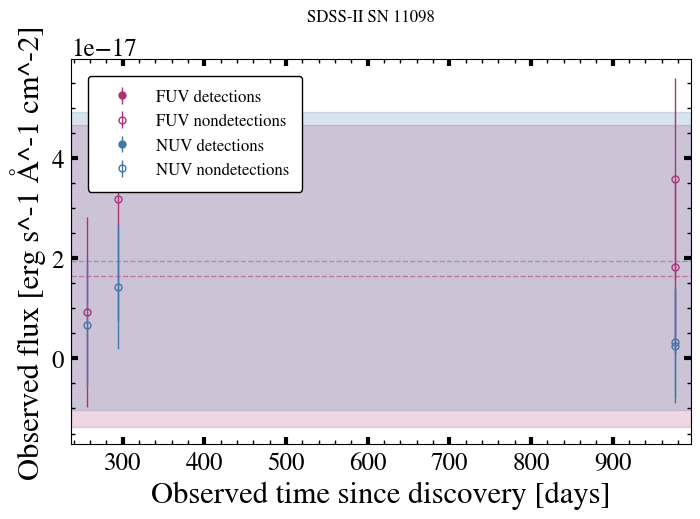 SDSS-II SN 11098
1e−17
FUV detections
FUV nondetections
NUV detections
NUV nondetections
4
2
0
Observed flux [erg s^-1 Å^-1 cm^-2]
300 400 500 600 700 800 900
Observed time since discovery [days]